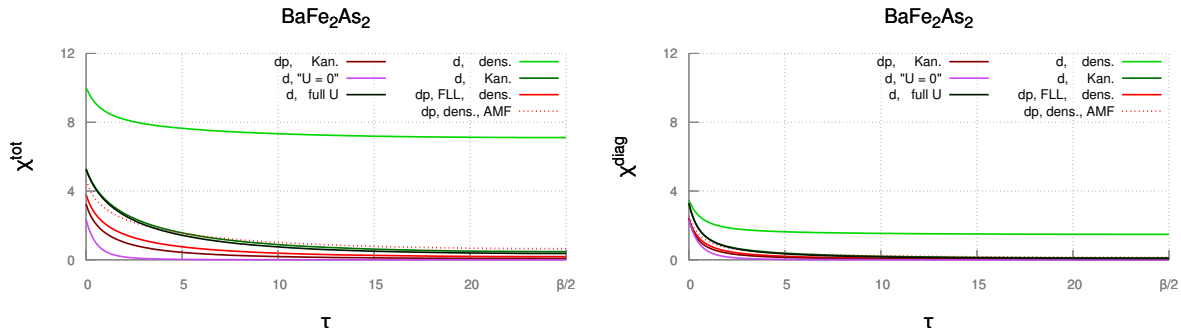 BaFe₂As₂
χᵗᵒᵗ
12
8
4
0
dp, Kan.
d, "U = 0"
d, full U
d, dens.
d, Kan.
dp, FLL, dens.
dp, dens., AMF
0 5 10 15 20 β/2
τ
BaFe₂As₂
χᵈⁱᵃᵍ
12
8
4
0
dp, Kan.
d, "U = 0"
d, full U
d, dens.
d, Kan.
dp, FLL, dens.
dp, dens., AMF
0 5 10 15 20 β/2
τ